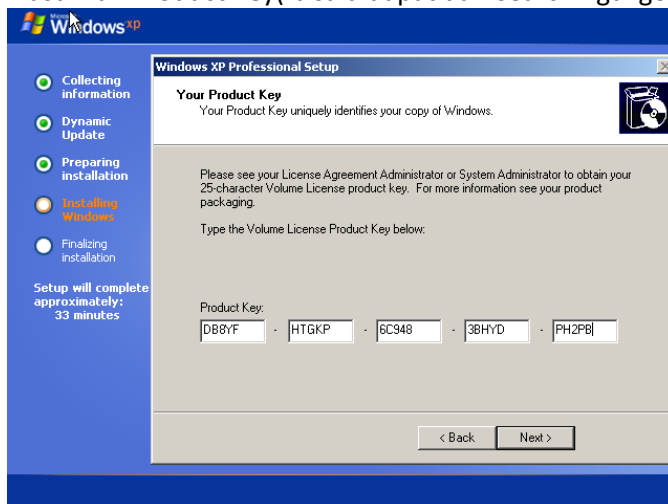 Microsoft
Windows xp
Collecting
information
Dynamic
Update
Preparing
installation
Installing
Windows
Finalizing
installation
Setup will complete
approximately:
33 minutes
Windows XP Professional Setup
Your Product Key
Your Product Key uniquely identifies your copy of Windows.
Please see your License Agreement Administrator or System Administrator to obtain your
25-character Volume License product key. For more information see your product
packaging.
Type the Volume License Product Key below:
Product Key:
DB8YF - HTGKP - 6C948 - 3BHYD - PH2PB
< Back Next >